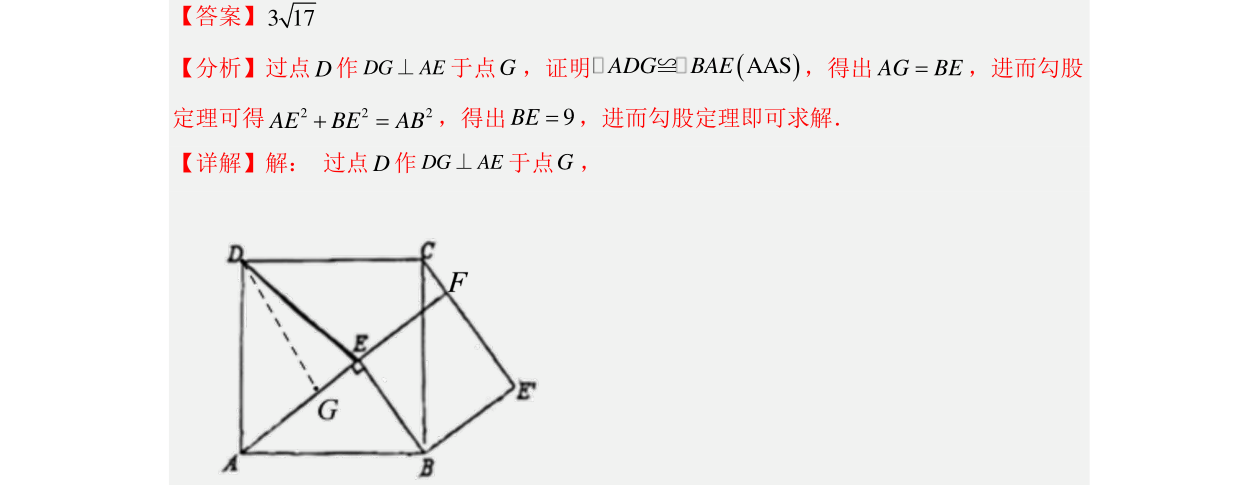 【答案】3√17
【分析】过点D作DG⊥AE于点G，证明□ADG≌□BAE(AAS)，得出AG=BE，进而勾股
定理可得AE²+BE²=AB²，得出BE=9，进而勾股定理即可求解．
【详解】解： 过点D作DG⊥AE于点G，
D
C
F
E
G
E'
A
B